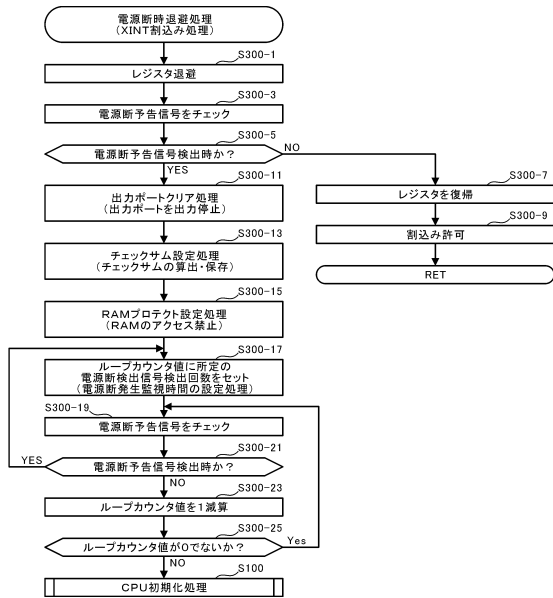 電源断時退避処理
(XINT割込み処理)
S300-1
レジスタ退避
S300-3
電源断予告信号をチェック
S300-5
電源断予告信号検出時か？
NO
YES
S300-7
レジスタを復帰
S300-9
割込み許可
RET
S300-11
出力ポートクリア処理
(出力ポートを出力停止)
S300-13
チェックサム設定処理
(チェックサムの算出・保存)
S300-15
RAMプロテクト設定処理
(RAMのアクセス禁止)
S300-17
ループカウンタ値に所定の
電源断検出信号検出回数をセット
(電源断発生監視時間の設定処理)
S300-19
電源断予告信号をチェック
S300-21
YES
電源断予告信号検出時か？
NO
S300-23
ループカウンタ値を1減算
S300-25
ループカウンタ値が0でないか？
Yes
NO
S100
CPU初期化処理